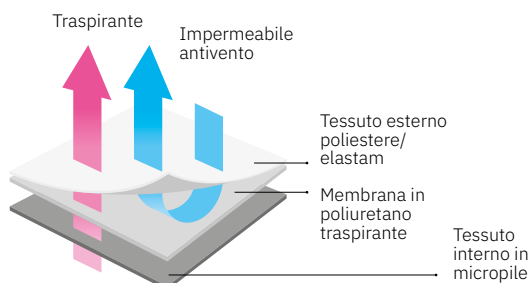 Traspirante
Impermeabile
antivento
Tessuto esterno
poliestere/
elastam
Membrana in
poliuretano
traspirante
Tessuto
interno in
micropile